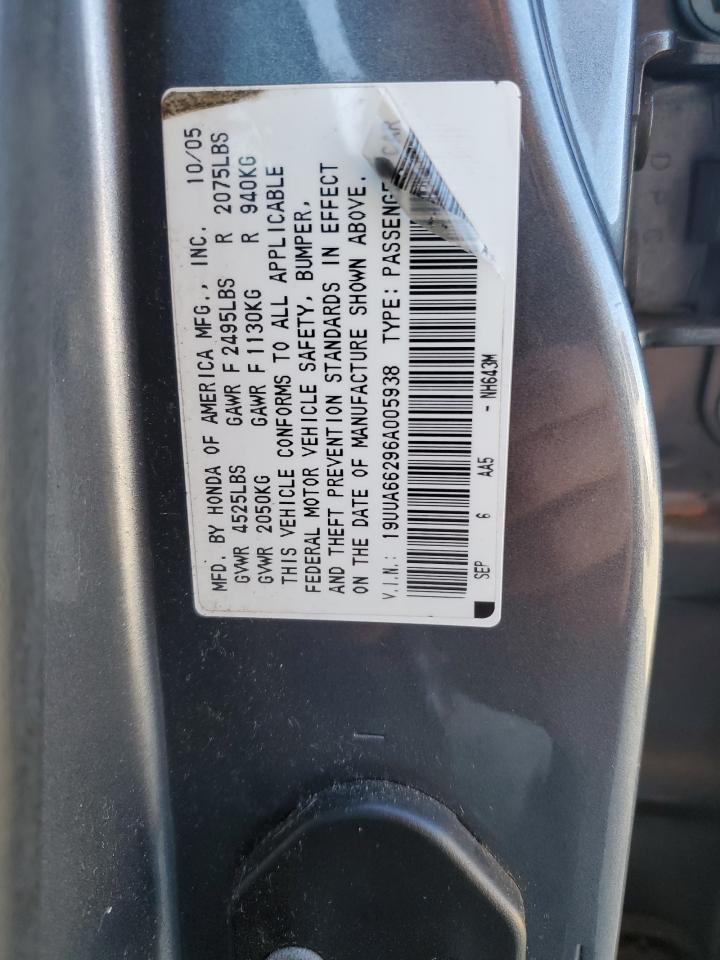 MFD. BY HONDA OF AMERICA MFG., INC. 10/05
GVWR 4525LBS GAWR F 2495LBS R 2075LBS
GVWR 2050KG GAWR F 1130KG R 940KG
THIS VEHICLE CONFORMS TO ALL APPLICABLE
FEDERAL MOTOR VEHICLE SAFETY, BUMPER,
AND THEFT PREVENTION STANDARDS IN EFFECT
ON THE DATE OF MANUFACTURE SHOWN ABOVE.
V.I.N.: 19UUA66296A005938 TYPE: PASSENGER CAR
SEP 6 AA5 - NH643M
DPG